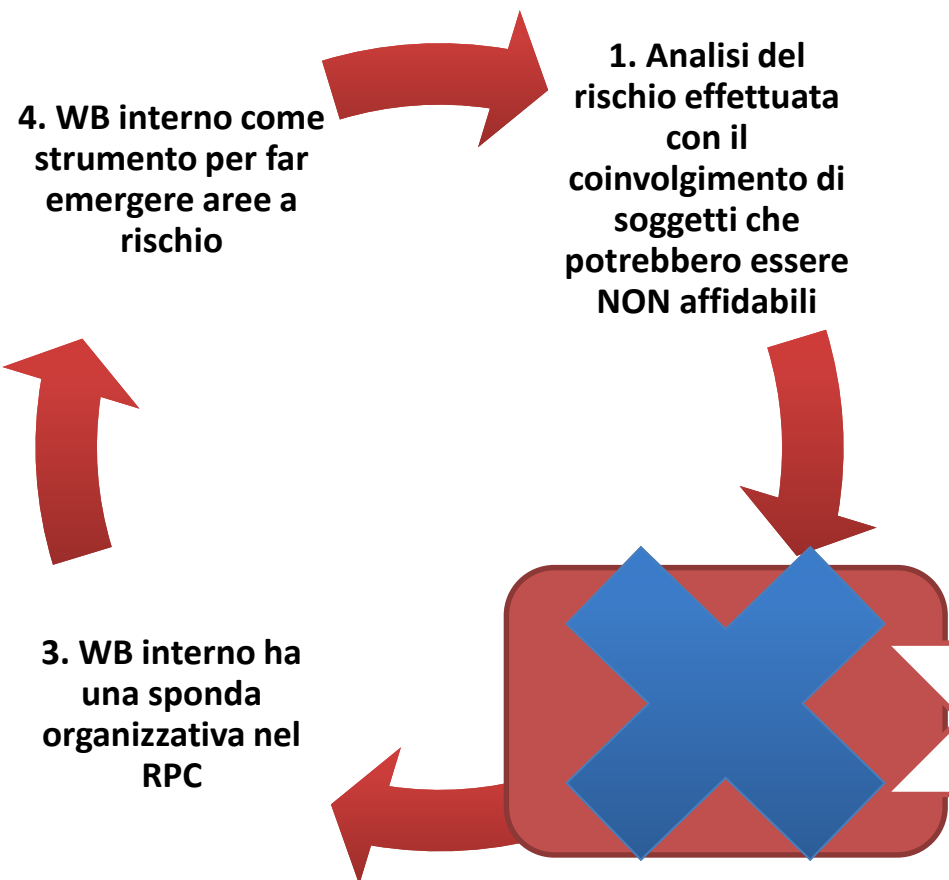 4. WB interno come
strumento per far
emergere aree a
rischio
1. Analisi del
rischio effettuata
con il
coinvolgimento di
soggetti che
potrebbero essere
NON affidabili
3. WB interno ha
una sponda
organizzativa nel
RPC